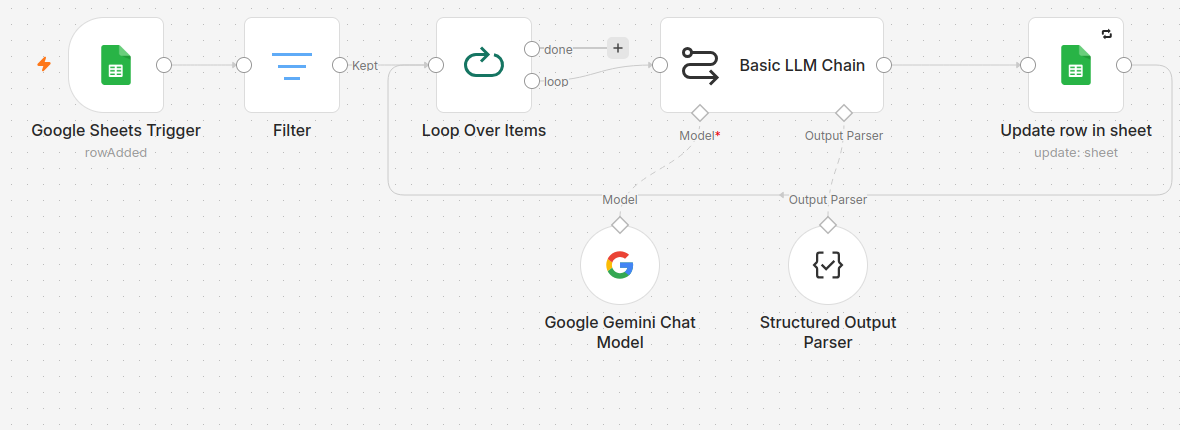 done
Kept
loop
Basic LLM Chain
Google Sheets Trigger
rowAdded
Filter
Loop Over Items
Model*
Output Parser
Update row in sheet
update: sheet
Model
Output Parser
Google Gemini Chat
Model
Structured Output
Parser